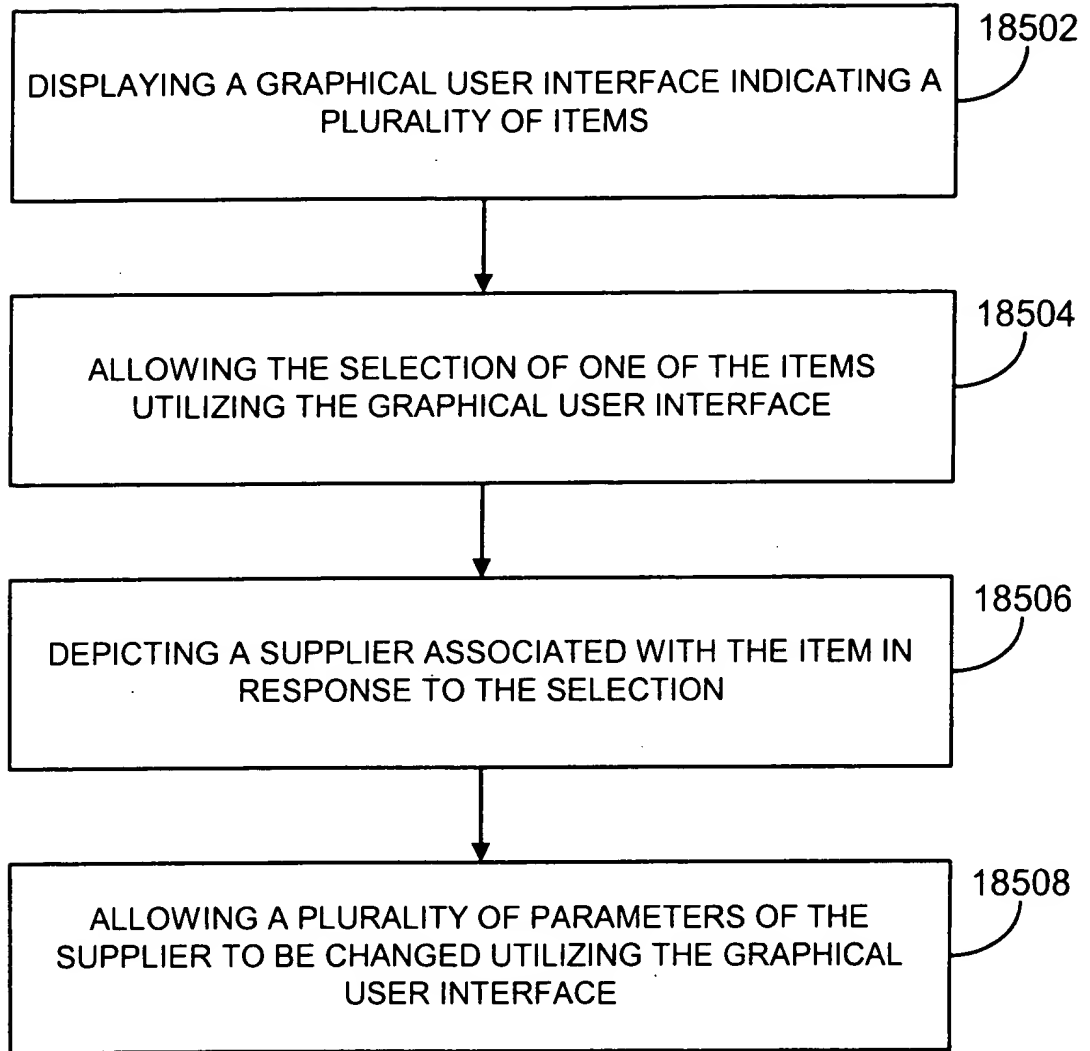 18502
DISPLAYING A GRAPHICAL USER INTERFACE INDICATING A
PLURALITY OF ITEMS
18504
ALLOWING THE SELECTION OF ONE OF THE ITEMS
UTILIZING THE GRAPHICAL USER INTERFACE
18506
DEPICTING A SUPPLIER ASSOCIATED WITH THE ITEM IN
RESPONSE TO THE SELECTION
18508
ALLOWING A PLURALITY OF PARAMETERS OF THE
SUPPLIER TO BE CHANGED UTILIZING THE GRAPHICAL
USER INTERFACE